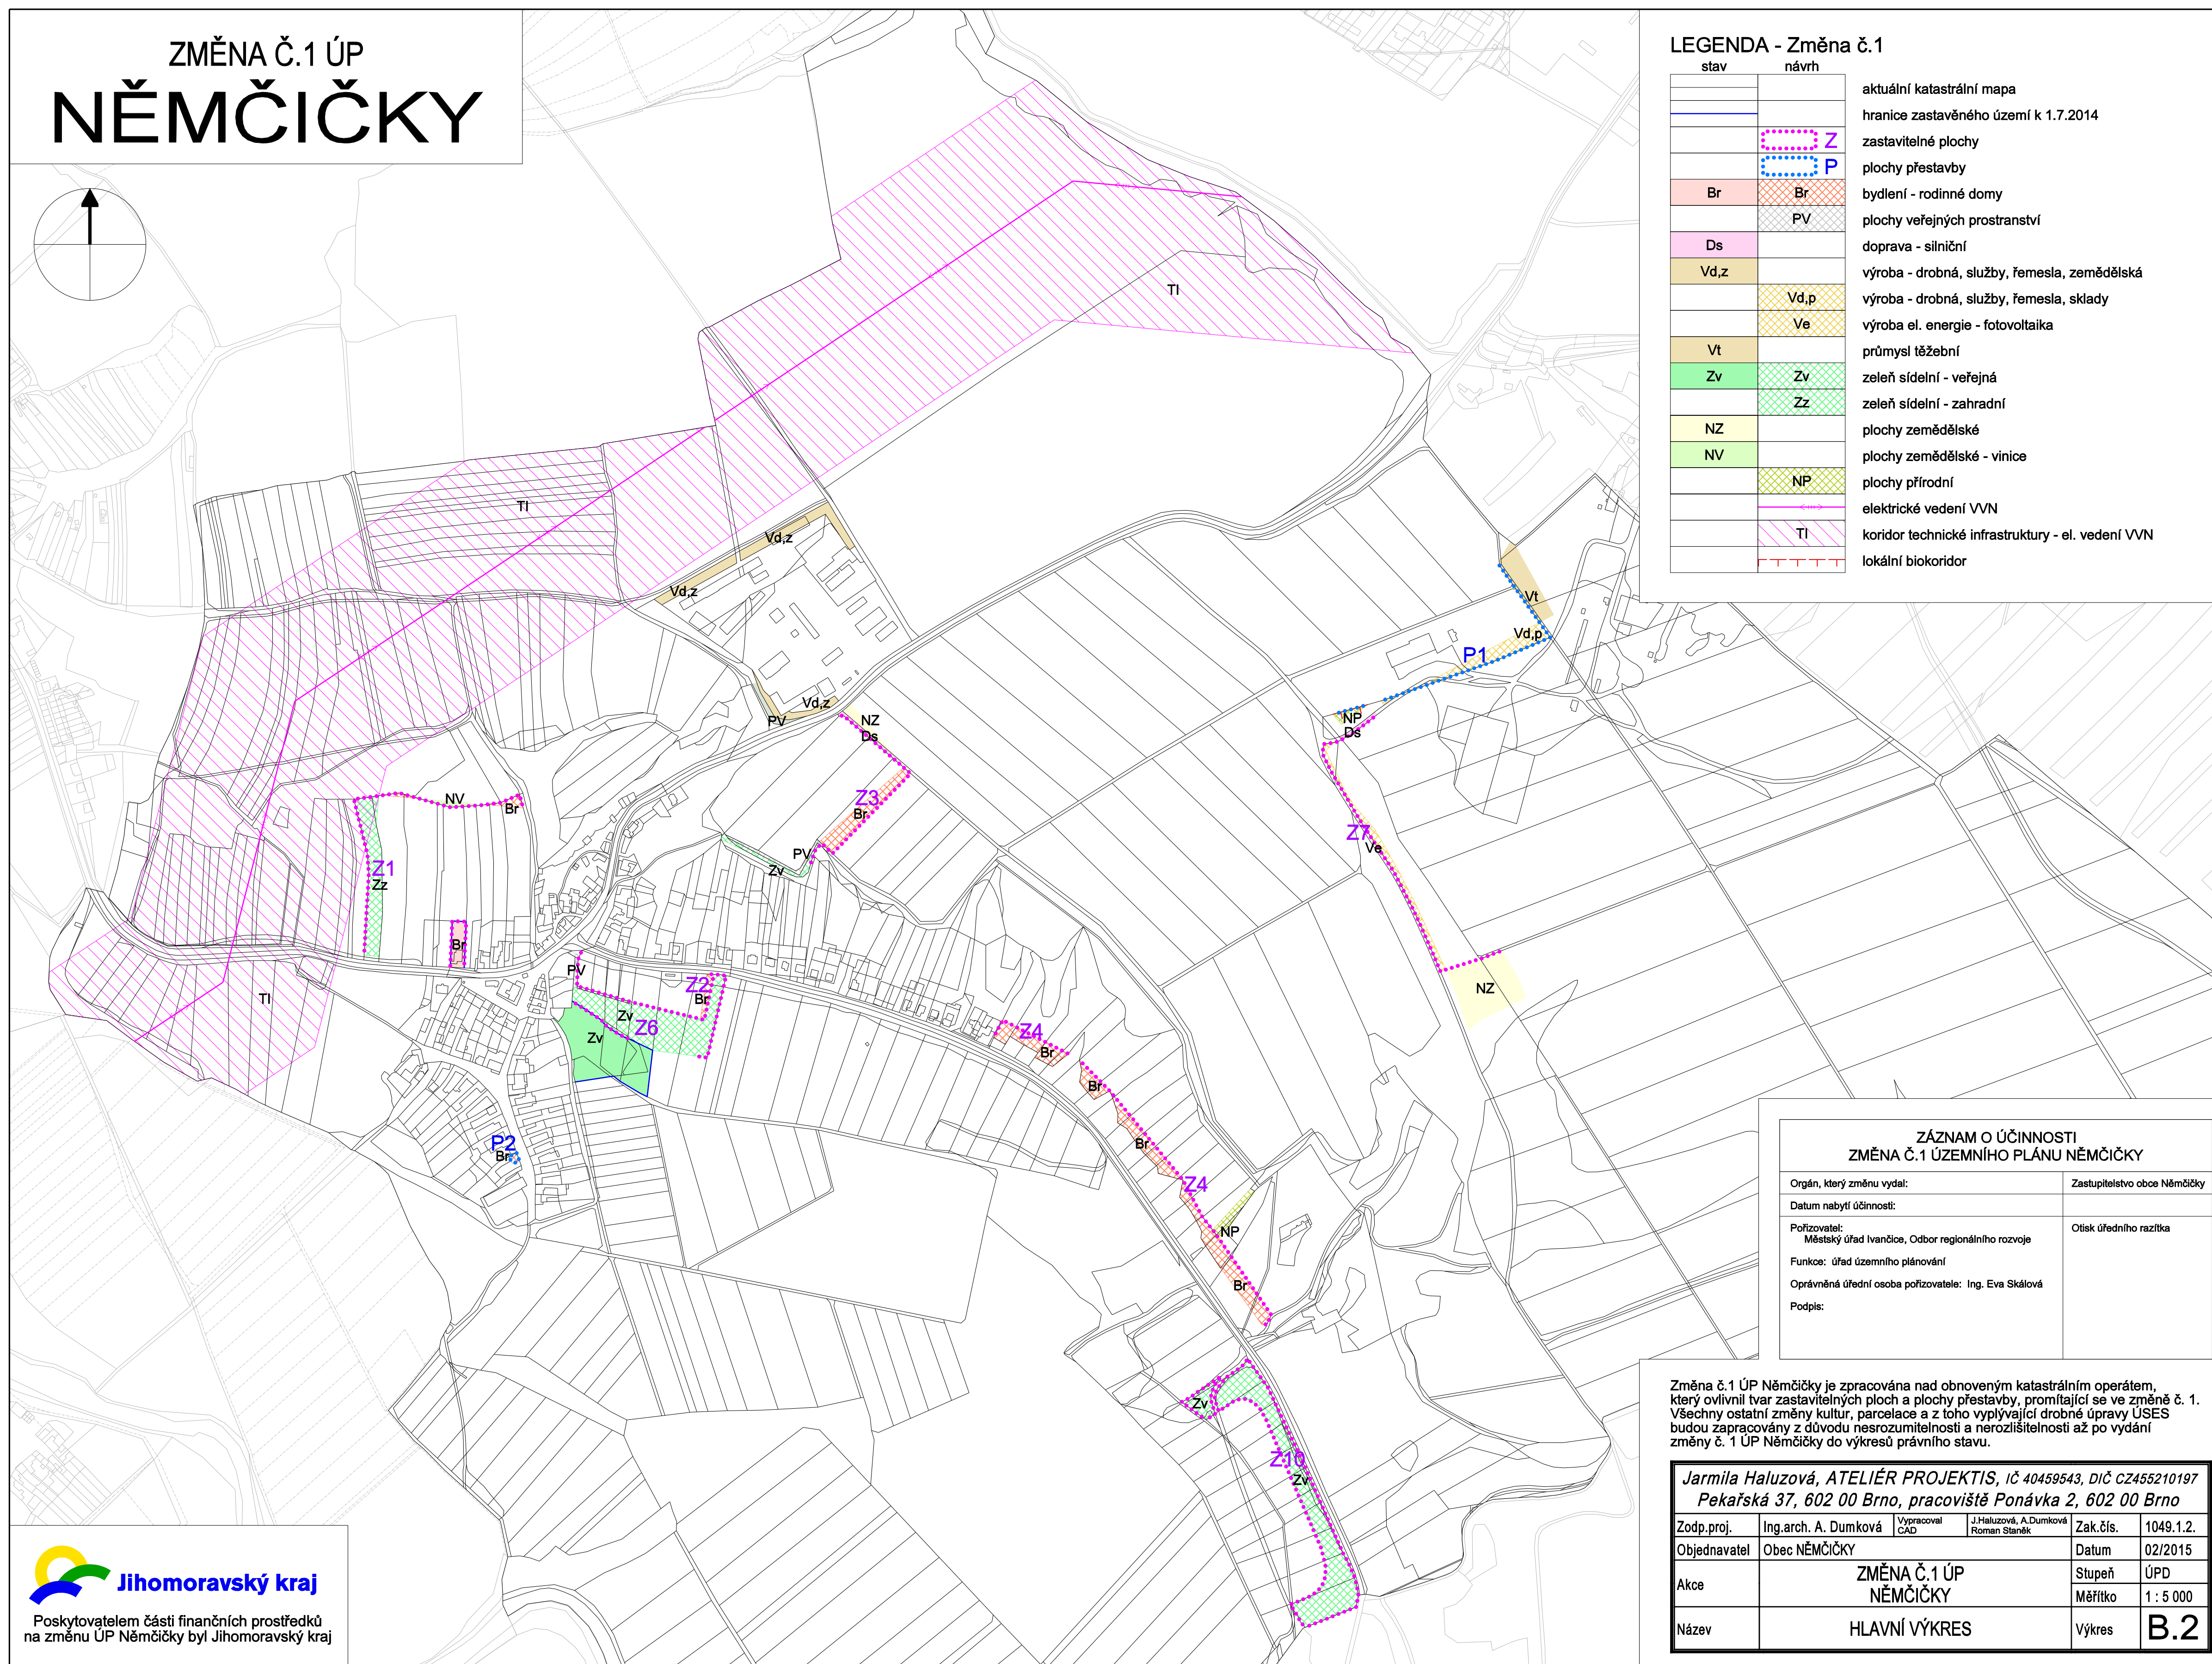 ZMĚNA Č.1 ÚP
NĚMČIČKY
LEGENDA - Změna č.1
stav návrh
aktuální katastrální mapa
hranice zastavěného území k 1.7.2014
Z zastavitelné plochy
P plochy přestavby
Br Br bydlení - rodinné domy
PV plochy veřejných prostranství
Ds doprava - silniční
Vd,z výroba - drobná, služby, řemesla, zemědělská
Vd,p výroba - drobná, služby, řemesla, sklady
Ve výroba el. energie - fotovoltaika
Vt průmysl těžební
Zv Zv zeleň sídelní - veřejná
Zz zeleň sídelní - zahradní
NZ plochy zemědělské
NV plochy zemědělské - vinice
NP plochy přírodní
elektrické vedení VVN
TI koridor technické infrastruktury - el. vedení VVN
lokální biokoridor
TI
TI
Vd,z
Vd,z
Vt
Vd,p
P1
Vd,z
PV
NZ
Ds
NP
Ds
NV
Br
Z3
Br
Z7
Ve
PV
Zv
Z1
Zz
Br
PV
Z2
Br
NZ
TI
Zv
Z6
Zv
Z4
Br
Br
P2
Br
Br
Z4
NP
Br
Zv
Z10
Zv
ZÁZNAM O ÚČINNOSTI
ZMĚNA Č.1 ÚZEMNÍHO PLÁNU NĚMČIČKY
Orgán, který změnu vydal: Zastupitelstvo obce Němčičky
Datum nabytí účinnosti:
Pořizovatel: Otisk úředního razítka
Městský úřad Ivančice, Odbor regionálního rozvoje
Funkce: úřad územního plánování
Oprávněná úřední osoba pořizovatele: Ing. Eva Skálová
Podpis:
Změna č.1 ÚP Němčičky je zpracována nad obnoveným katastrálním operátem,
který ovlivnil tvar zastavitelných ploch a plochy přestavby, promítající se ve změně č. 1.
Všechny ostatní změny kultur, parcelace a z toho vyplývající drobné úpravy ÚSES
budou zapracovány z důvodu nesrozumitelnosti a nerozlišitelnosti až po vydání
změny č. 1 ÚP Němčičky do výkresů právního stavu.
Jarmila Haluzová, ATELIÉR PROJEKTIS, IČ 40459543, DIČ CZ455210197
Pekařská 37, 602 00 Brno, pracoviště Ponávka 2, 602 00 Brno
Zodp.proj. Ing.arch. A. Dumková Vypracoval CAD J.Haluzová, A.Dumková Roman Staněk Zak.čís. 1049.1.2.
Objednavatel Obec NĚMČIČKY Datum 02/2015
Akce ZMĚNA Č.1 ÚP NĚMČIČKY Stupeň ÚPD
Měřítko 1 : 5 000
Název HLAVNÍ VÝKRES Výkres B.2
Jihomoravský kraj
Poskytovatelem části finančních prostředků
na změnu ÚP Němčičky byl Jihomoravský kraj